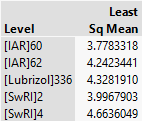 Least
Level Sq Mean
[IAR]60 3.7783318
[IAR]62 4.2423441
[Lubrizol]336 4.3281910
[SwRI]2 3.9967903
[SwRI]4 4.6636049